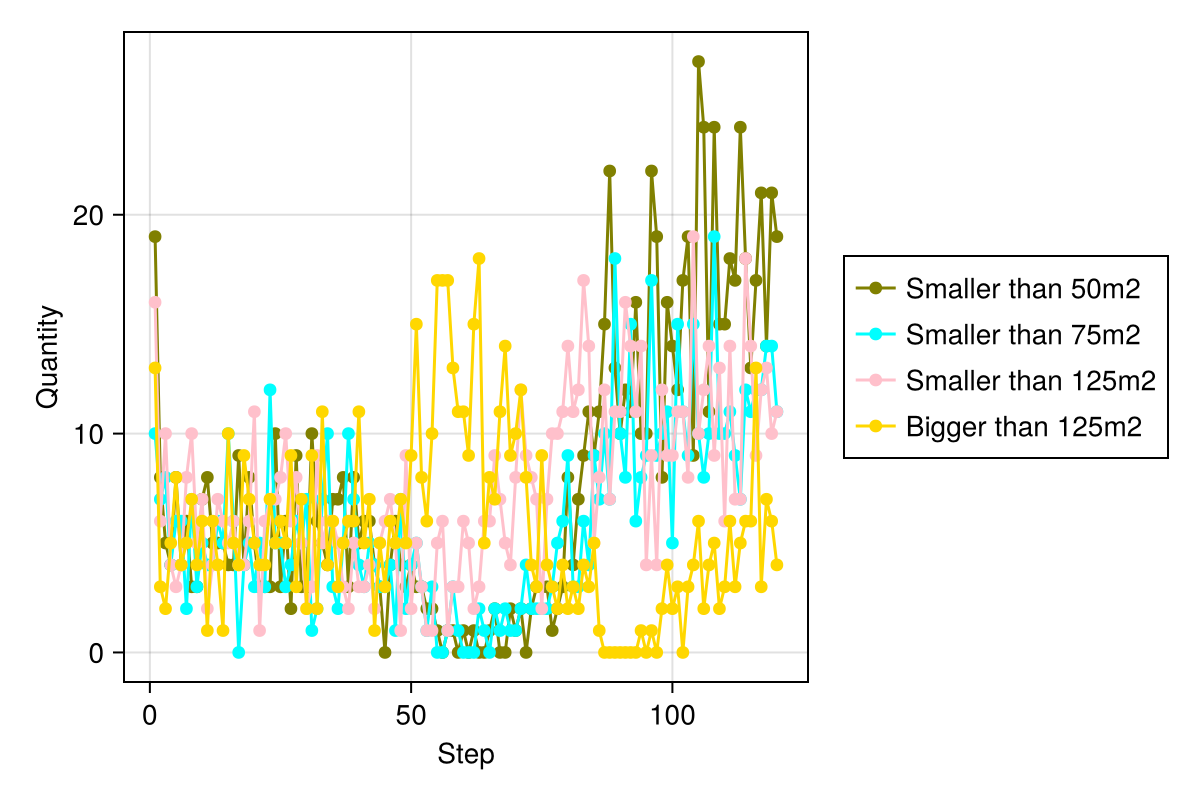 20
10
0
Quantity
0
50
100
Step
Smaller than 50m2
Smaller than 75m2
Smaller than 125m2
Bigger than 125m2